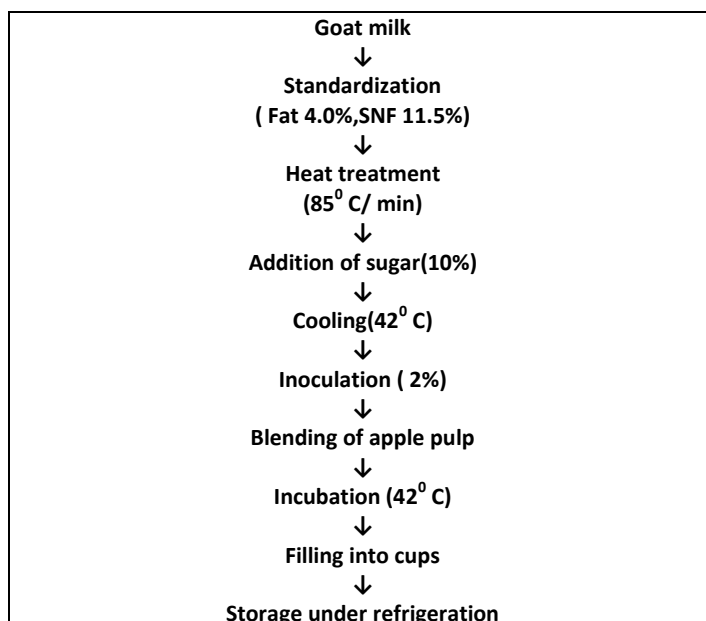 Goat milk
↓
Standardization
( Fat 4.0%,SNF 11.5%)
↓
Heat treatment
(85⁰ C/ min)
↓
Addition of sugar(10%)
↓
Cooling(42⁰ C)
↓
Inoculation ( 2%)
↓
Blending of apple pulp
↓
Incubation (42⁰ C)
↓
Filling into cups
↓
Storage under refrigeration